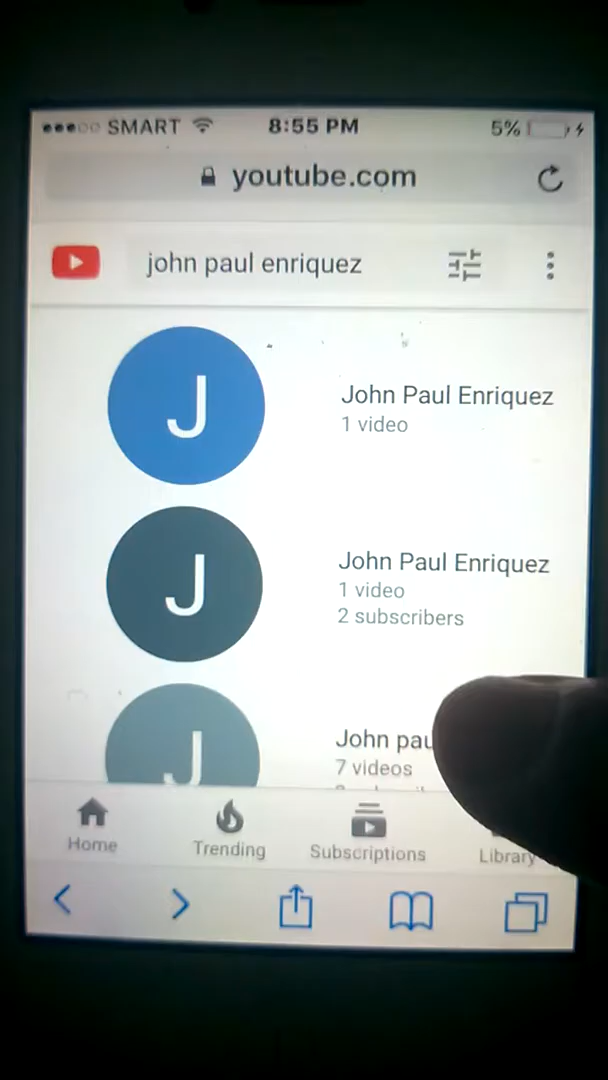 SMART 8:55 PM 5%
youtube.com
john paul enriquez
J
John Paul Enriquez
1 video
J
John Paul Enriquez
1 video
2 subscribers
J
John pau
7 videos
Home Trending Subscriptions Library